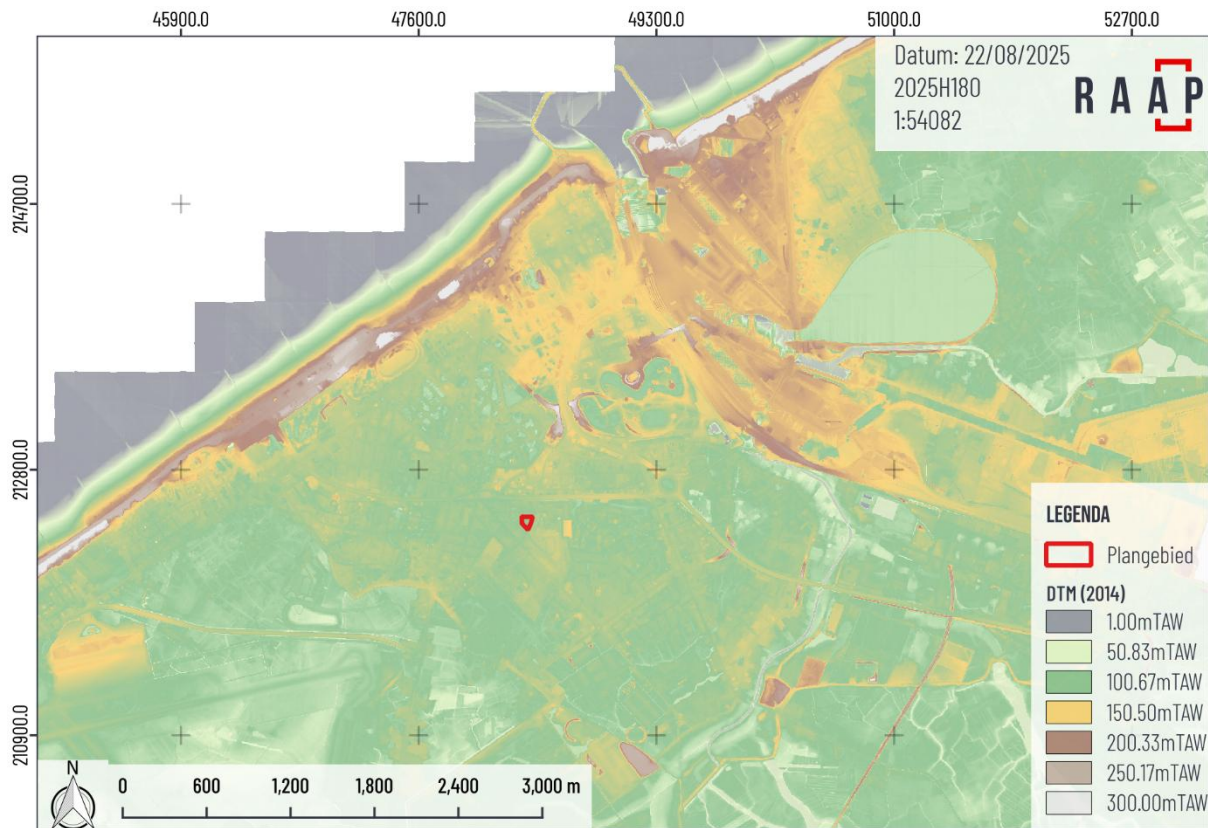 45900.0 47600.0 49300.0 51000.0 52700.0
Datum: 22/08/2025
2025H180
1:54082
RAAP
214700.0
212800.0
210900.0
LEGENDA
Plangebied
DTM (2014)
1.00mTAW
50.83mTAW
100.67mTAW
150.50mTAW
200.33mTAW
250.17mTAW
300.00mTAW
N
0 600 1,200 1,800 2,400 3,000 m